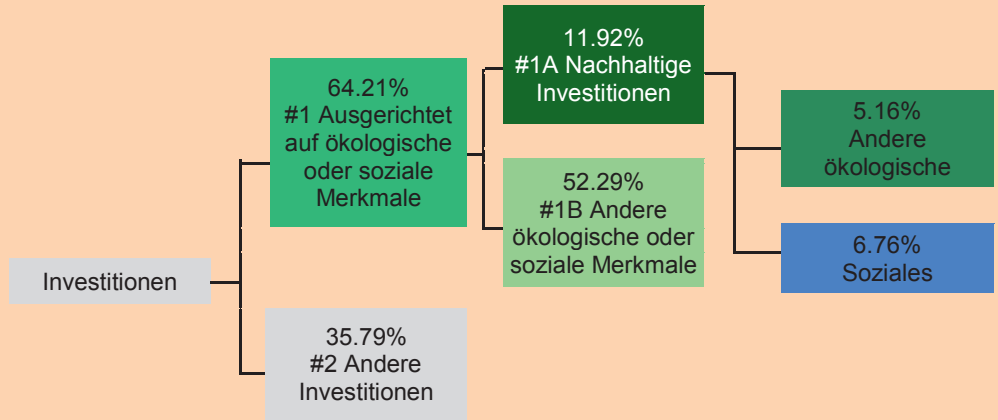 Investitionen
64.21%
#1 Ausgerichtet
auf ökologische
oder soziale
Merkmale
35.79%
#2 Andere
Investitionen
11.92%
#1A Nachhaltige
Investitionen
52.29%
#1B Andere
ökologische oder
soziale Merkmale
5.16%
Andere
ökologische
6.76%
Soziales